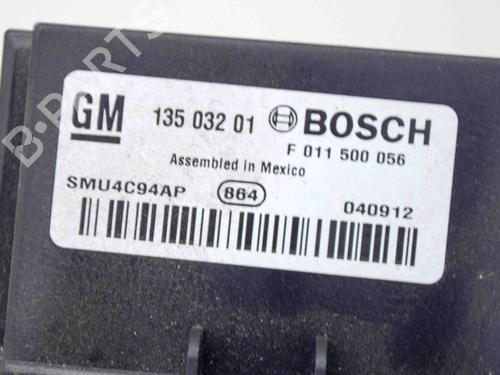 GM 135 032 01 BOSCH
F 011 500 056
Assembled in Mexico
SMU4C94AP 864 040912
B-PARTS